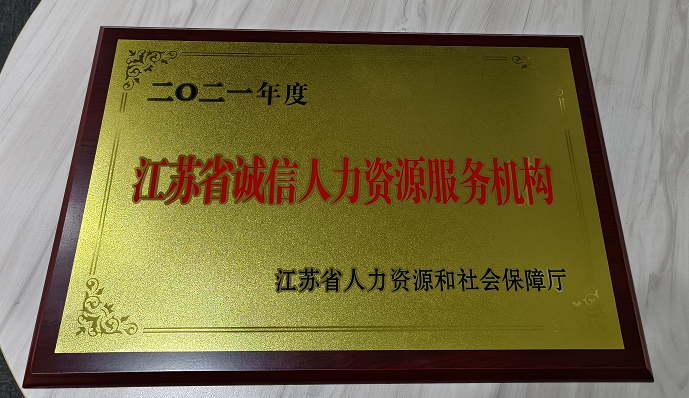 二〇二一年度
江苏省诚信人力资源服务机构
江苏省人力资源和社会保障厅